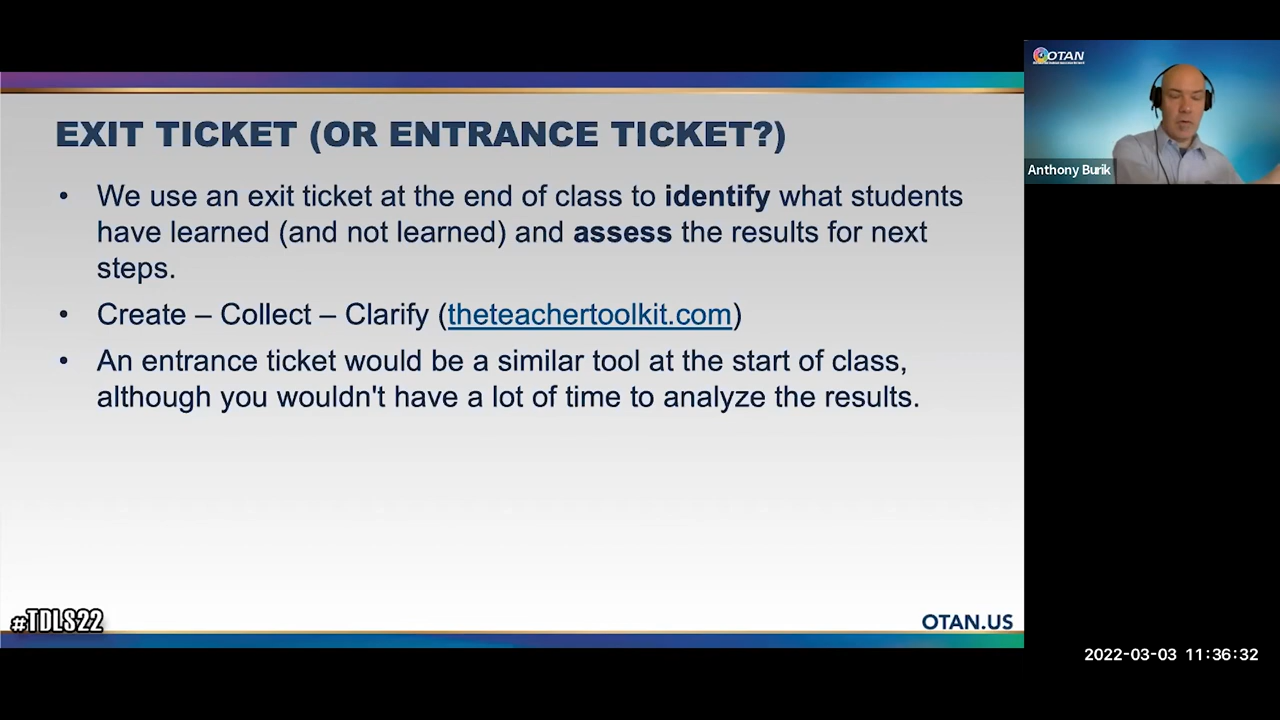 EXIT TICKET (OR ENTRANCE TICKET?)
• We use an exit ticket at the end of class to identify what students
have learned (and not learned) and assess the results for next
steps.
• Create – Collect – Clarify (theteachertoolkit.com)
• An entrance ticket would be a similar tool at the start of class,
although you wouldn't have a lot of time to analyze the results.
#TDLS22
OTAN.US
OTAN
Anthony Burik
2022-03-03 11:36:32